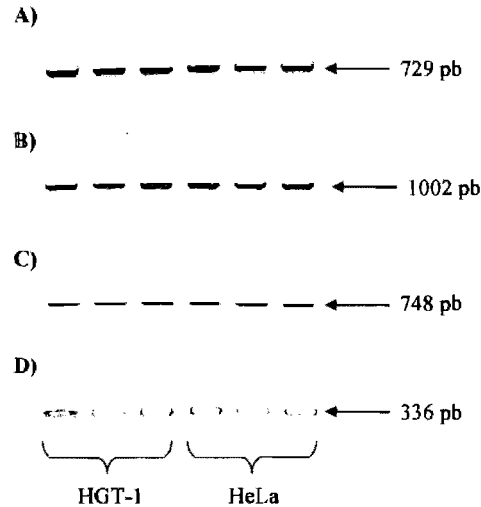 A)
729 pb
B)
1002 pb
C)
748 pb
D)
336 pb
HGT-1
HeLa